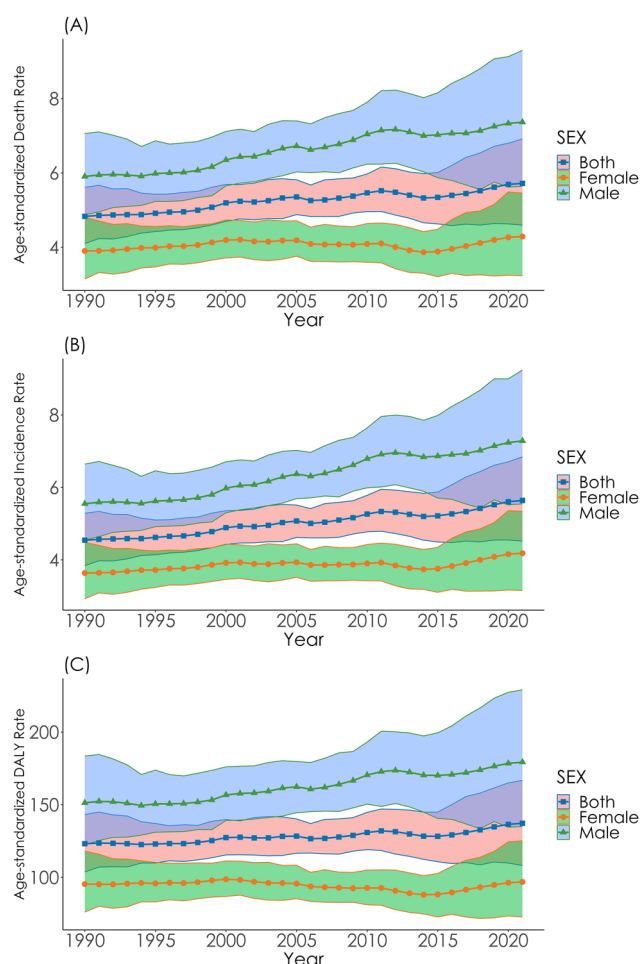 (A)
Age-standardized Death Rate
8
6
4
1990 1995 2000 2005 2010 2015 2020
Year
SEX
Both
Female
Male
(B)
Age-standardized Incidence Rate
8
6
4
1990 1995 2000 2005 2010 2015 2020
Year
SEX
Both
Female
Male
(C)
Age-standardized DALY Rate
200
150
100
1990 1995 2000 2005 2010 2015 2020
Year
SEX
Both
Female
Male